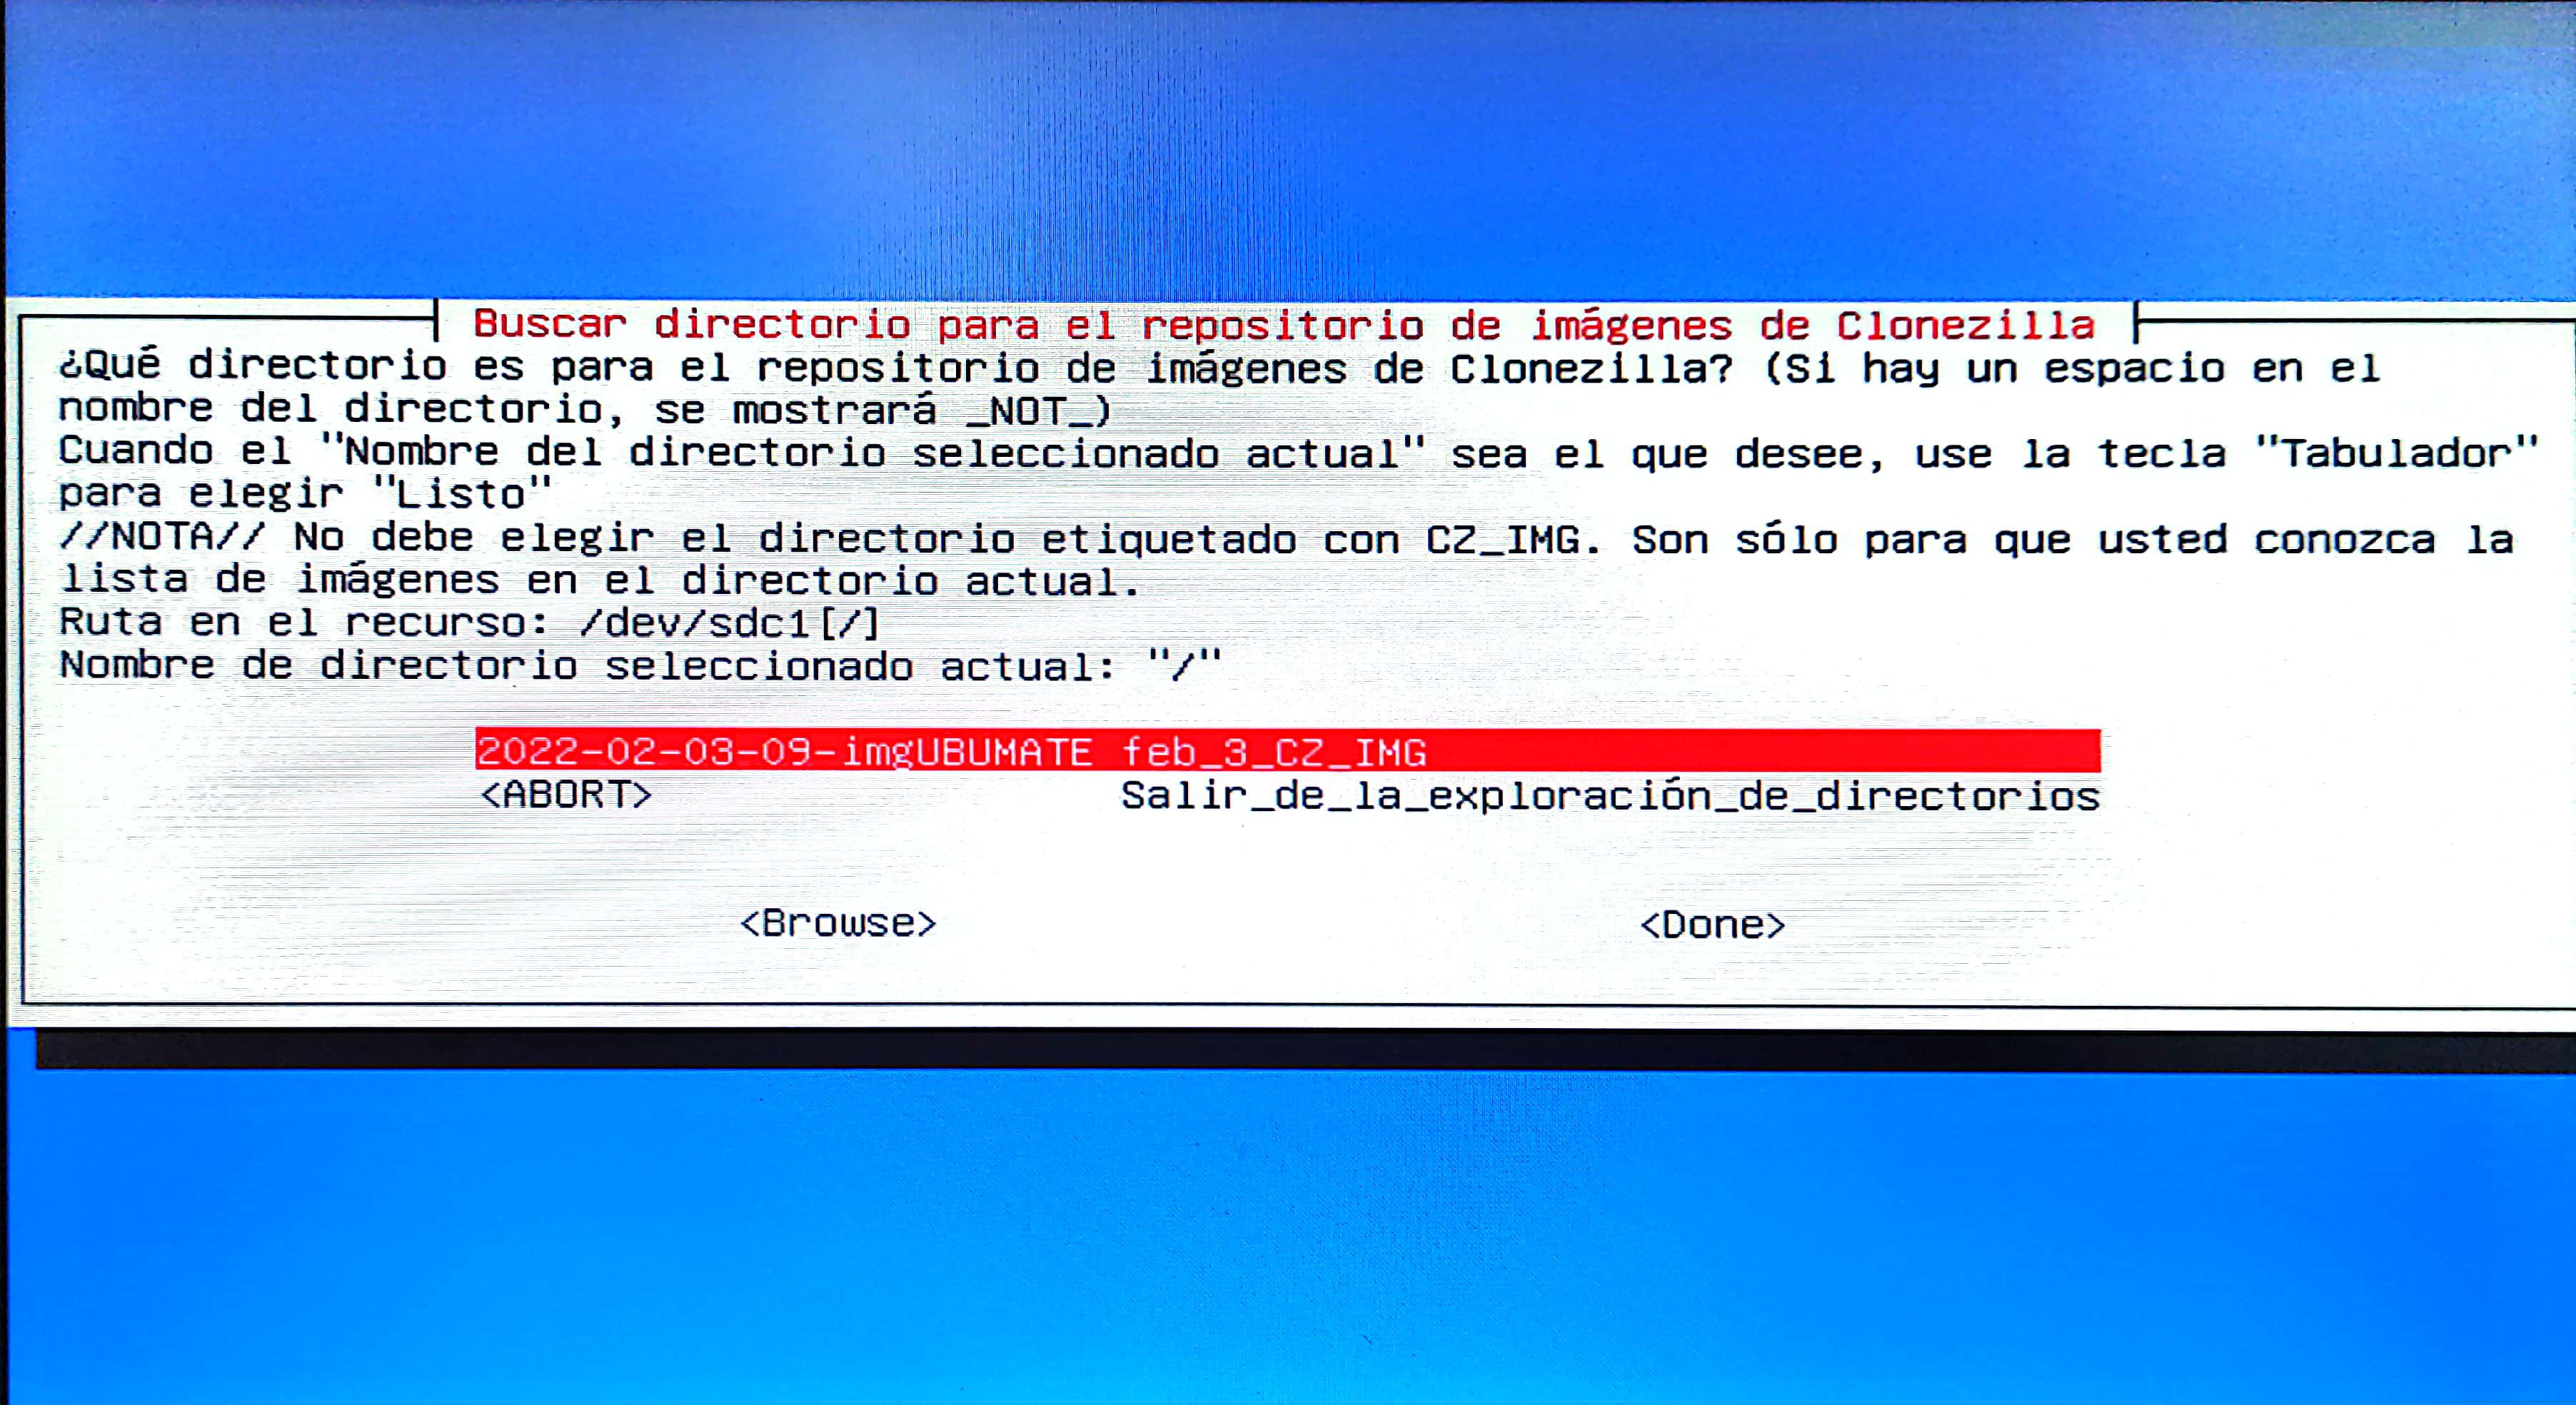 Buscar directorio para el repositorio de imágenes de Clonezilla
¿Qué directorio es para el repositorio de imágenes de Clonezilla? (Si hay un espacio en el
nombre del directorio, se mostrará _NOT_)
Cuando el "Nombre del directorio seleccionado actual" sea el que desee, use la tecla "Tabulador"
para elegir "Listo"
//NOTA// No debe elegir el directorio etiquetado con CZ_IMG. Son sólo para que usted conozca la
lista de imágenes en el directorio actual.
Ruta en el recurso: /dev/sdc1[/]
Nombre de directorio seleccionado actual: "/"
2022-02-03-09-imgUBUMATE feb_3_CZ_IMG
<ABORT> Salir_de_la_exploración_de_directorios
<Browse> <Done>